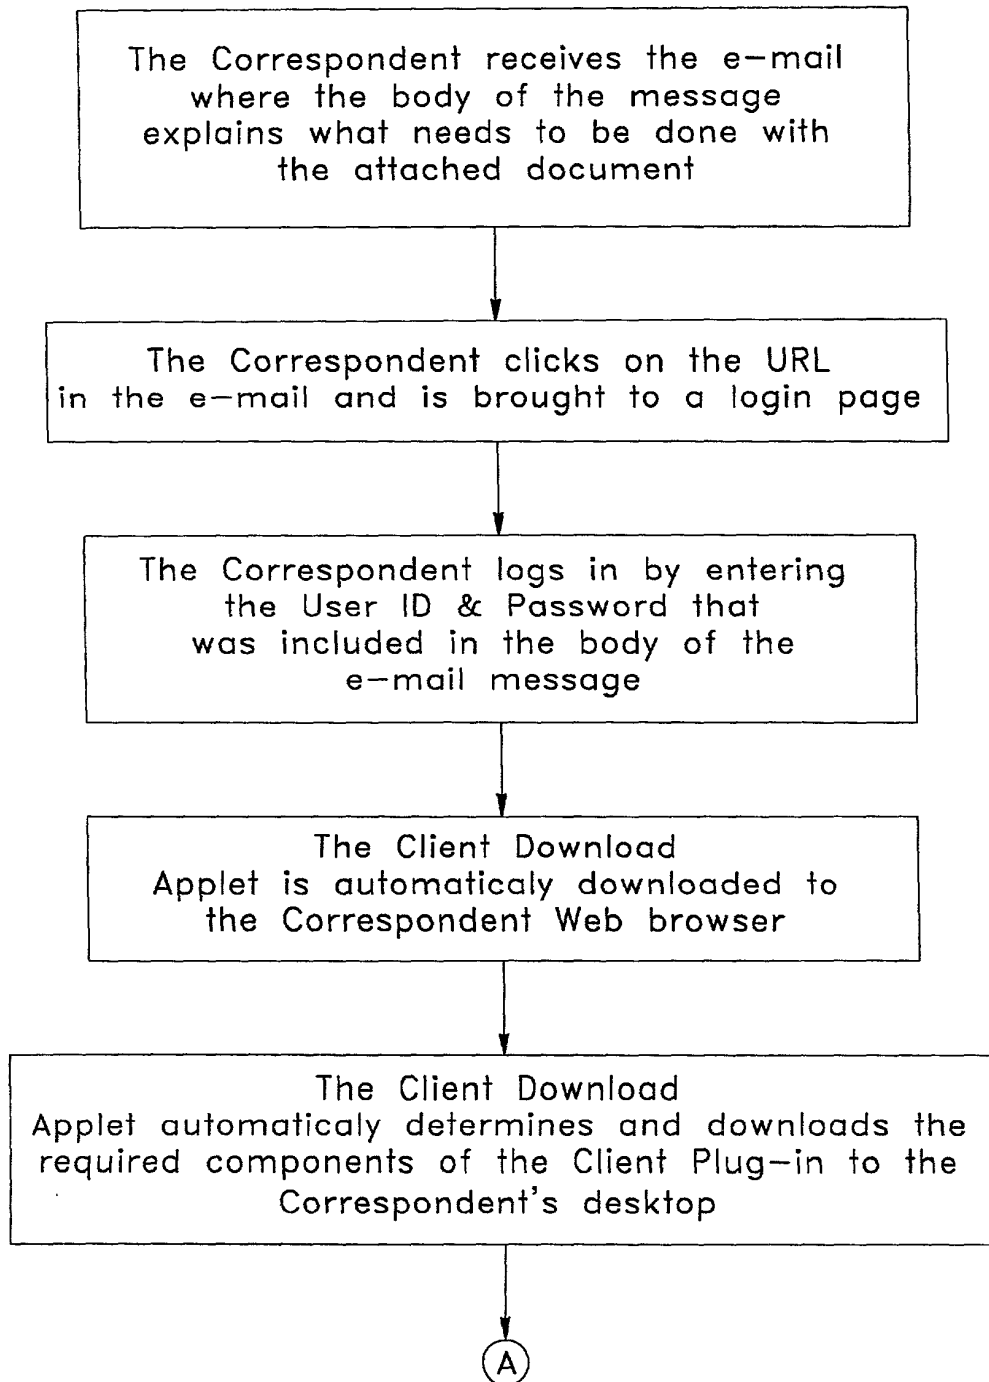 The Correspondent receives the e-mail
where the body of the message
explains what needs to be done with
the attached document
The Correspondent clicks on the URL
in the e-mail and is brought to a login page
The Correspondent logs in by entering
the User ID & Password that
was included in the body of the
e-mail message
The Client Download
Applet is automaticaly downloaded to
the Correspondent Web browser
The Client Download
Applet automaticaly determines and downloads the
required components of the Client Plug-in to the
Correspondent's desktop
A